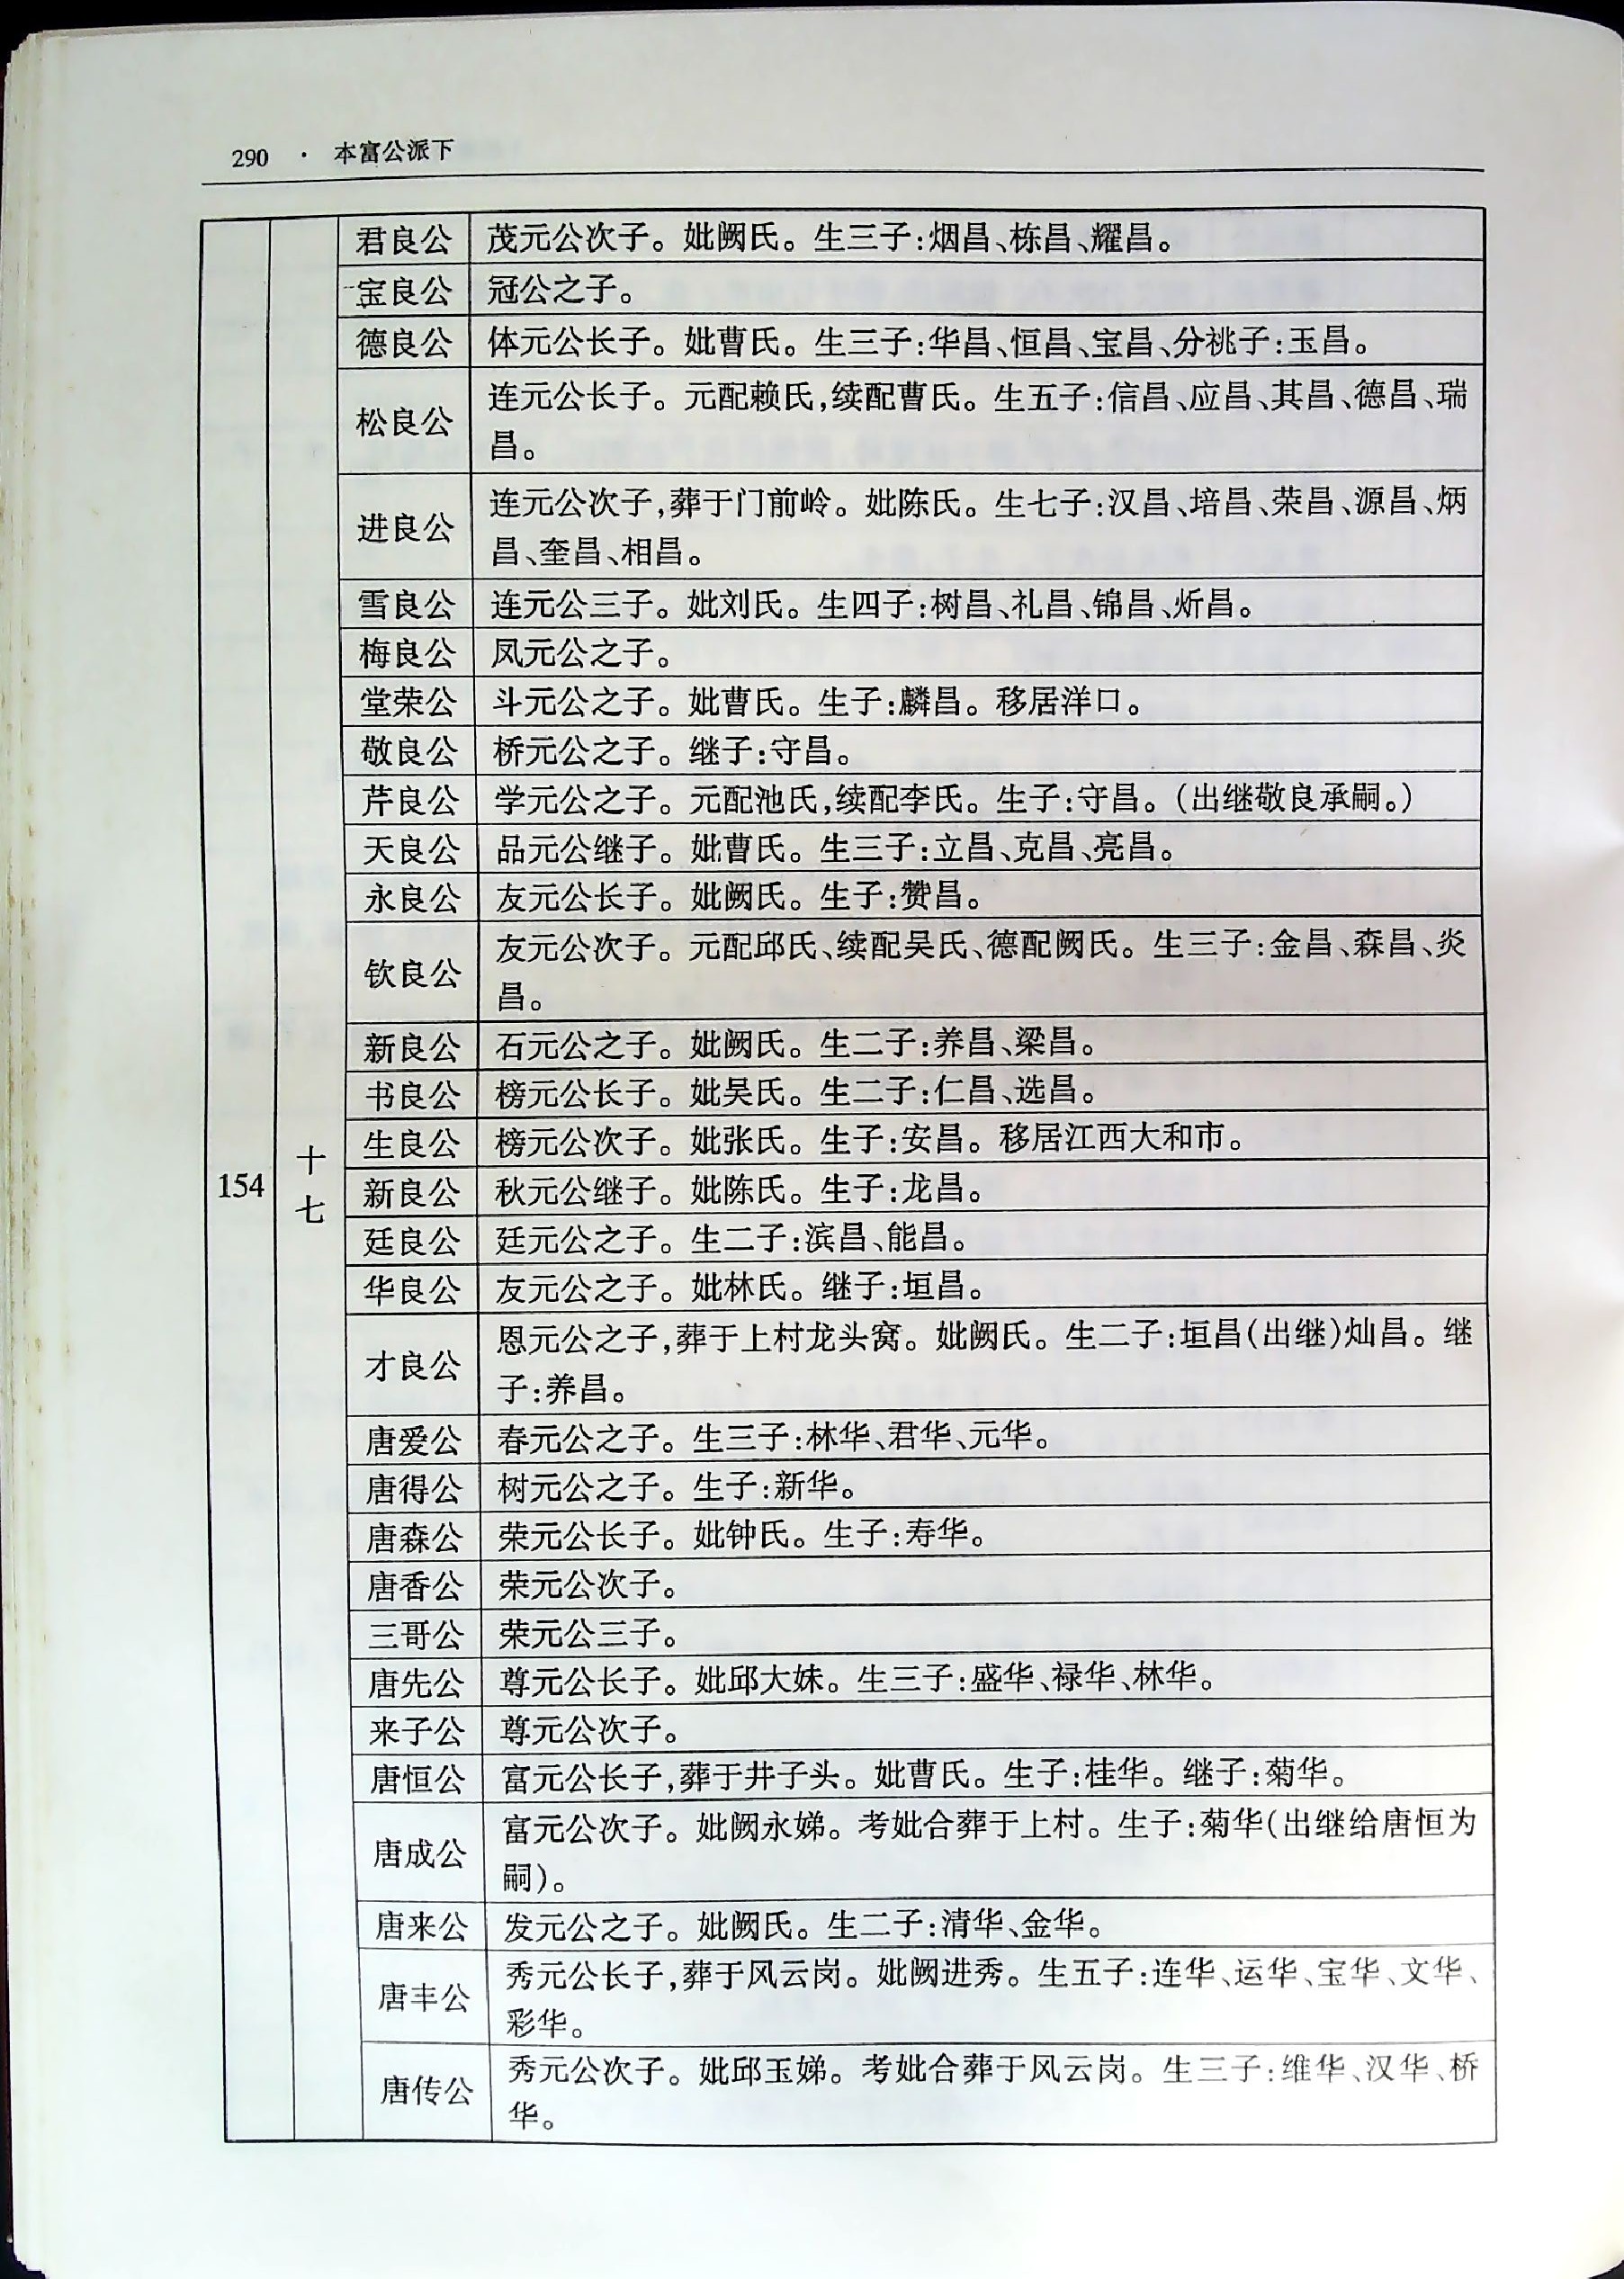 290 · 本富公派下
154
十七
君良公 茂元公次子。妣阙氏。生三子:烟昌、栋昌、耀昌。
宝良公 冠公之子。
德良公 体元公长子。妣曹氏。生三子:华昌、恒昌、宝昌、分祧子:玉昌。
松良公 连元公长子。元配赖氏,续配曹氏。生五子:信昌、应昌、其昌、德昌、瑞
昌。
进良公 连元公次子,葬于门前岭。妣陈氏。生七子:汉昌、培昌、荣昌、源昌、炳
昌、奎昌、相昌。
雪良公 连元公三子。妣刘氏。生四子:树昌、礼昌、锦昌、炘昌。
梅良公 凤元公之子。
堂荣公 斗元公之子。妣曹氏。生子:麟昌。移居洋口。
敬良公 桥元公之子。继子:守昌。
芹良公 学元公之子。元配池氏,续配李氏。生子:守昌。(出继敬良承嗣。)
天良公 品元公继子。妣曹氏。生三子:立昌、克昌、亮昌。
永良公 友元公长子。妣阙氏。生子:赞昌。
钦良公 友元公次子。元配邱氏、续配吴氏、德配阙氏。生三子:金昌、森昌、炎
昌。
新良公 石元公之子。妣阙氏。生二子:养昌、梁昌。
书良公 榜元公长子。妣吴氏。生二子:仁昌、选昌。
生良公 榜元公次子。妣张氏。生子:安昌。移居江西大和市。
新良公 秋元公继子。妣陈氏。生子:龙昌。
廷良公 廷元公之子。生二子:滨昌、能昌。
华良公 友元公之子。妣林氏。继子:垣昌。
才良公 恩元公之子,葬于上村龙头窝。妣阙氏。生二子:垣昌(出继)灿昌。继
子:养昌。
唐爱公 春元公之子。生三子:林华、君华、元华。
唐得公 树元公之子。生子:新华。
唐森公 荣元公长子。妣钟氏。生子:寿华。
唐香公 荣元公次子。
三哥公 荣元公三子。
唐先公 尊元公长子。妣邱大妹。生三子:盛华、禄华、林华。
来子公 尊元公次子。
唐恒公 富元公长子,葬于井子头。妣曹氏。生子:桂华。继子:菊华。
唐成公 富元公次子。妣阙永娣。考妣合葬于上村。生子:菊华(出继给唐恒为
嗣)。
唐来公 发元公之子。妣阙氏。生二子:清华、金华。
唐丰公 秀元公长子,葬于风云岗。妣阙进秀。生五子:连华、运华、宝华、文华、
彩华。
唐传公 秀元公次子。妣邱玉娣。考妣合葬于风云岗。生三子:维华、汉华、桥
华。